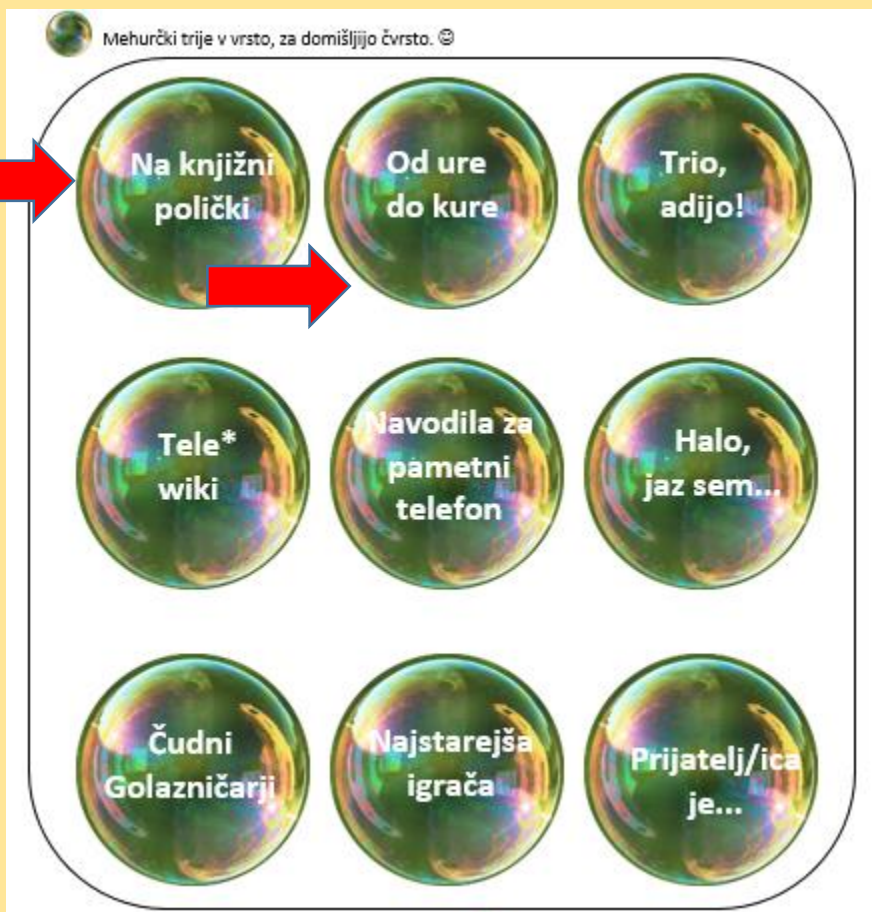 Mehurčki trije v vrsto, za domišljijo čvrsto. ☺
Na knjižni
polički
Od ure
do kure
Trio,
adijo!
Tele*
wiki
Navodila za
pametni
telefon
Halo,
jaz sem...
Čudni
Golazničarji
Najstarejša
igrača
Prijatelj/ica
je...